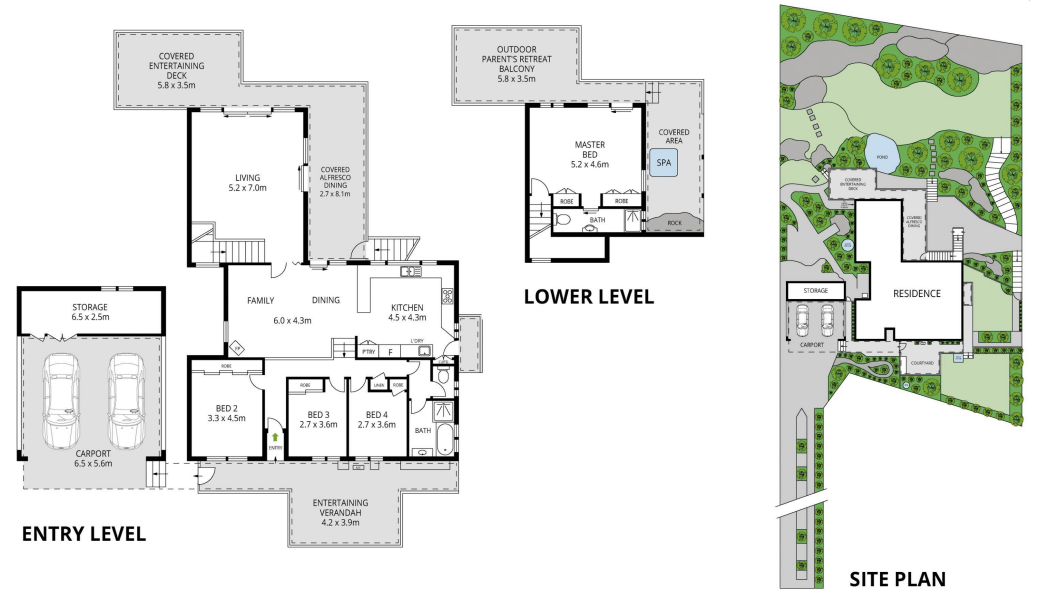 COVERED
ENTERTAINING
DECK
5.8 x 3.5m
LIVING
5.2 x 7.0m
COVERED
ALFRESCO
DINING
2.7 x 8.1m
FAMILY
DINING
6.0 x 4.3m
KITCHEN
4.5 x 4.3m
L'DRY
PTRY
F
FP
STORAGE
6.5 x 2.5m
CARPORT
6.5 x 5.6m
ROBE
BED 2
3.3 x 4.5m
ROBE
BED 3
2.7 x 3.6m
LINEN
ROBE
BED 4
2.7 x 3.6m
BATH
ENTRY
ENTERTAINING
VERANDAH
4.2 x 3.9m
ENTRY LEVEL
OUTDOOR
PARENT'S RETREAT
BALCONY
5.8 x 3.5m
MASTER
BED
5.2 x 4.6m
COVERED
AREA
SPA
ROBE
ROBE
BATH
ROCK
LOWER LEVEL
POND
COVERED
ENTERTAINING
DECK
COVERED
ALFRESCO
DINING
STORAGE
CARPORT
RESIDENCE
COURTYARD
SITE PLAN